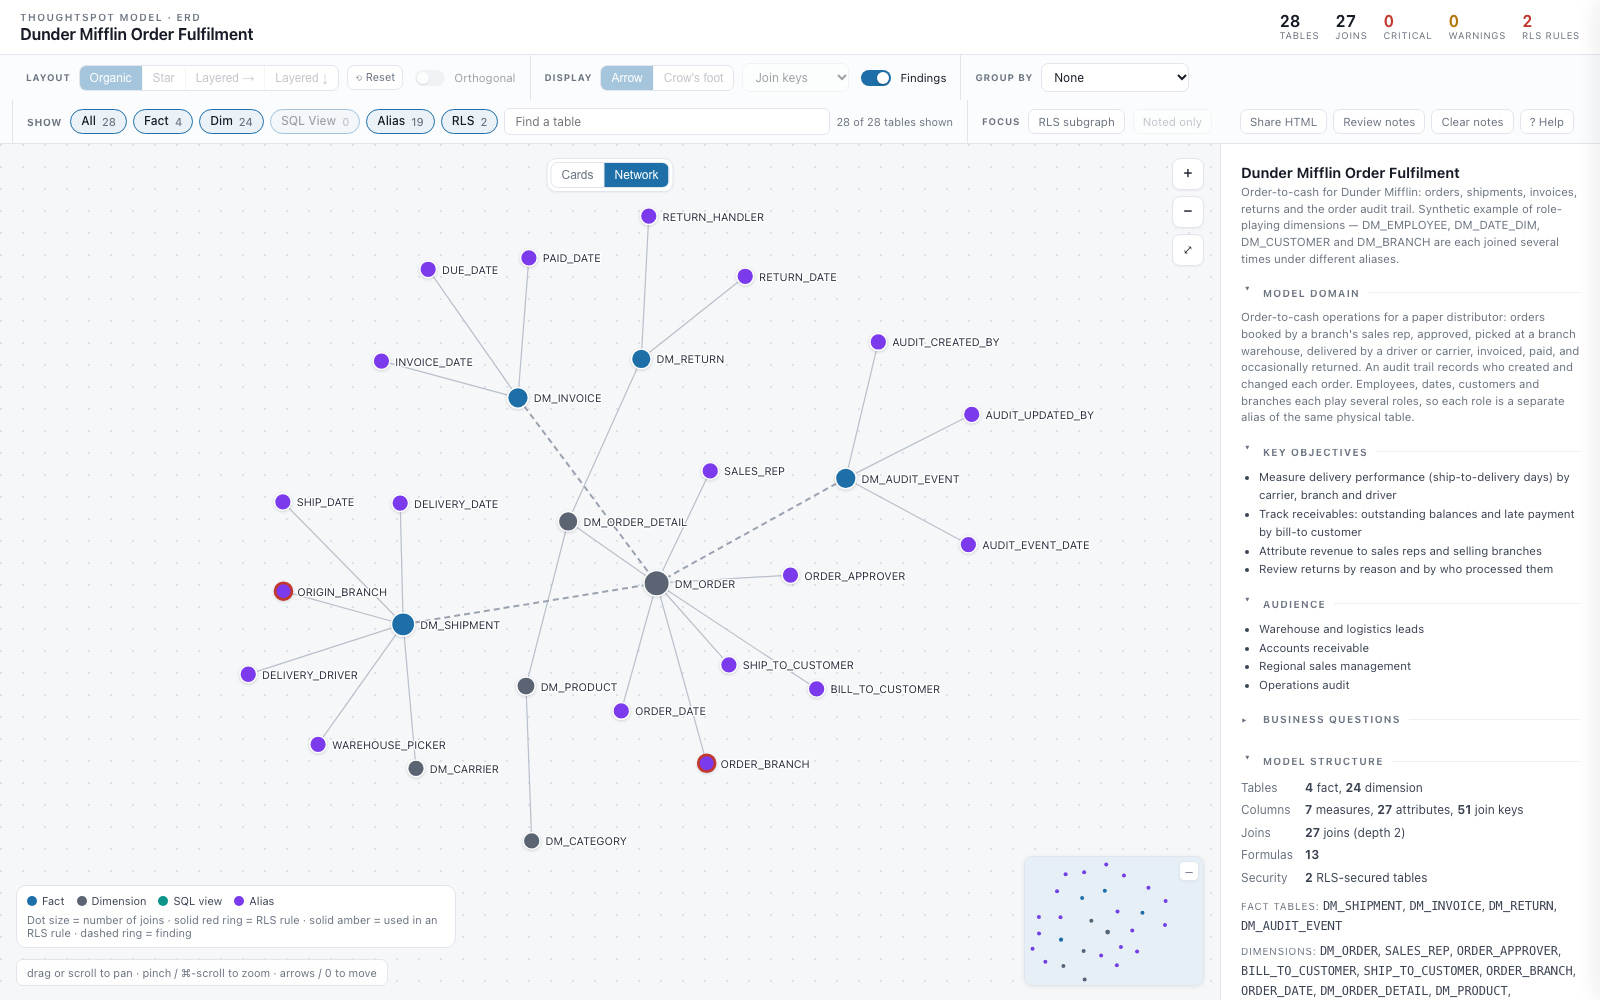 THOUGHTSPOT MODEL · ERD
Dunder Mifflin Order Fulfilment
28 TABLES
27 JOINS
0 CRITICAL
0 WARNINGS
2 RLS RULES
LAYOUT Organic Star Layered → Layered ↓ Reset Orthogonal DISPLAY Arrow Crow's foot Join keys Findings GROUP BY None
SHOW All 28 Fact 4 Dim 24 SQL View 0 Alias 19 RLS 2 Find a table 28 of 28 tables shown FOCUS RLS subgraph Noted only Share HTML Review notes Clear notes ? Help
Cards Network
+
−
RETURN_HANDLER
PAID_DATE
DUE_DATE
RETURN_DATE
AUDIT_CREATED_BY
DM_RETURN
INVOICE_DATE
DM_INVOICE
AUDIT_UPDATED_BY
SALES_REP
DM_AUDIT_EVENT
SHIP_DATE
DELIVERY_DATE
DM_ORDER_DETAIL
AUDIT_EVENT_DATE
ORDER_APPROVER
DM_ORDER
ORIGIN_BRANCH
DM_SHIPMENT
SHIP_TO_CUSTOMER
DELIVERY_DRIVER
DM_PRODUCT
BILL_TO_CUSTOMER
ORDER_DATE
WAREHOUSE_PICKER
ORDER_BRANCH
DM_CARRIER
DM_CATEGORY
Fact Dimension SQL view Alias
Dot size = number of joins · solid red ring = RLS rule · solid amber = used in an
RLS rule · dashed ring = finding
drag or scroll to pan · pinch / ⌘-scroll to zoom · arrows / 0 to move
–
Dunder Mifflin Order Fulfilment
Order-to-cash for Dunder Mifflin: orders, shipments, invoices,
returns and the order audit trail. Synthetic example of role-
playing dimensions — DM_EMPLOYEE, DM_DATE_DIM,
DM_CUSTOMER and DM_BRANCH are each joined several
times under different aliases.
MODEL DOMAIN
Order-to-cash operations for a paper distributor: orders
booked by a branch's sales rep, approved, picked at a branch
warehouse, delivered by a driver or carrier, invoiced, paid, and
occasionally returned. An audit trail records who created and
changed each order. Employees, dates, customers and
branches each play several roles, so each role is a separate
alias of the same physical table.
KEY OBJECTIVES
• Measure delivery performance (ship-to-delivery days) by
carrier, branch and driver
• Track receivables: outstanding balances and late payment
by bill-to customer
• Attribute revenue to sales reps and selling branches
• Review returns by reason and by who processed them
AUDIENCE
• Warehouse and logistics leads
• Accounts receivable
• Regional sales management
• Operations audit
BUSINESS QUESTIONS
MODEL STRUCTURE
Tables 4 fact, 24 dimension
Columns 7 measures, 27 attributes, 51 join keys
Joins 27 joins (depth 2)
Formulas 13
Security 2 RLS-secured tables
FACT TABLES: DM_SHIPMENT, DM_INVOICE, DM_RETURN,
DM_AUDIT_EVENT
DIMENSIONS: DM_ORDER, SALES_REP, ORDER_APPROVER,
BILL_TO_CUSTOMER, SHIP_TO_CUSTOMER, ORDER_BRANCH,
ORDER_DATE, DM_ORDER_DETAIL, DM_PRODUCT,